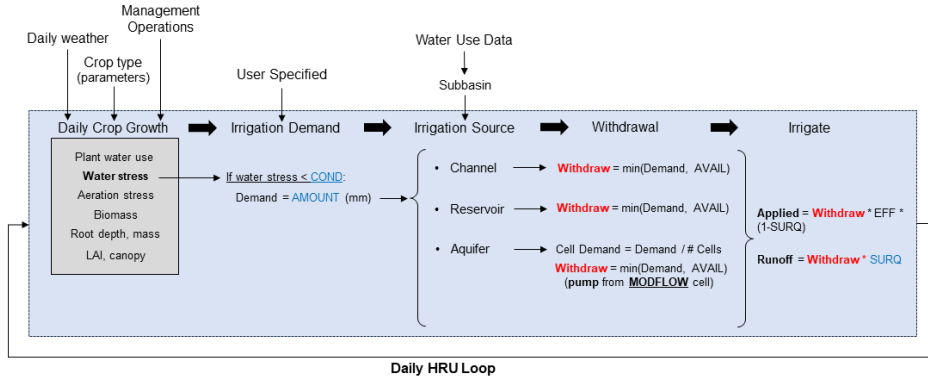 Management
Operations
Daily weather
Crop type
(parameters)
User Specified
Water Use Data
Subbasin
Daily Crop Growth
Irrigation Demand
Irrigation Source
Withdrawal
Irrigate
Plant water use
Water stress
Aeration stress
Biomass
Root depth, mass
LAI, canopy
If water stress < COND:
Demand = AMOUNT (mm)
• Channel
Withdraw = min(Demand, AVAIL)
• Reservoir
Withdraw = min(Demand, AVAIL)
• Aquifer
Cell Demand = Demand / # Cells
Withdraw = min(Demand, AVAIL)
(pump from MODFLOW cell)
Applied = Withdraw * EFF *
(1-SURQ)
Runoff = Withdraw * SURQ
Daily HRU Loop